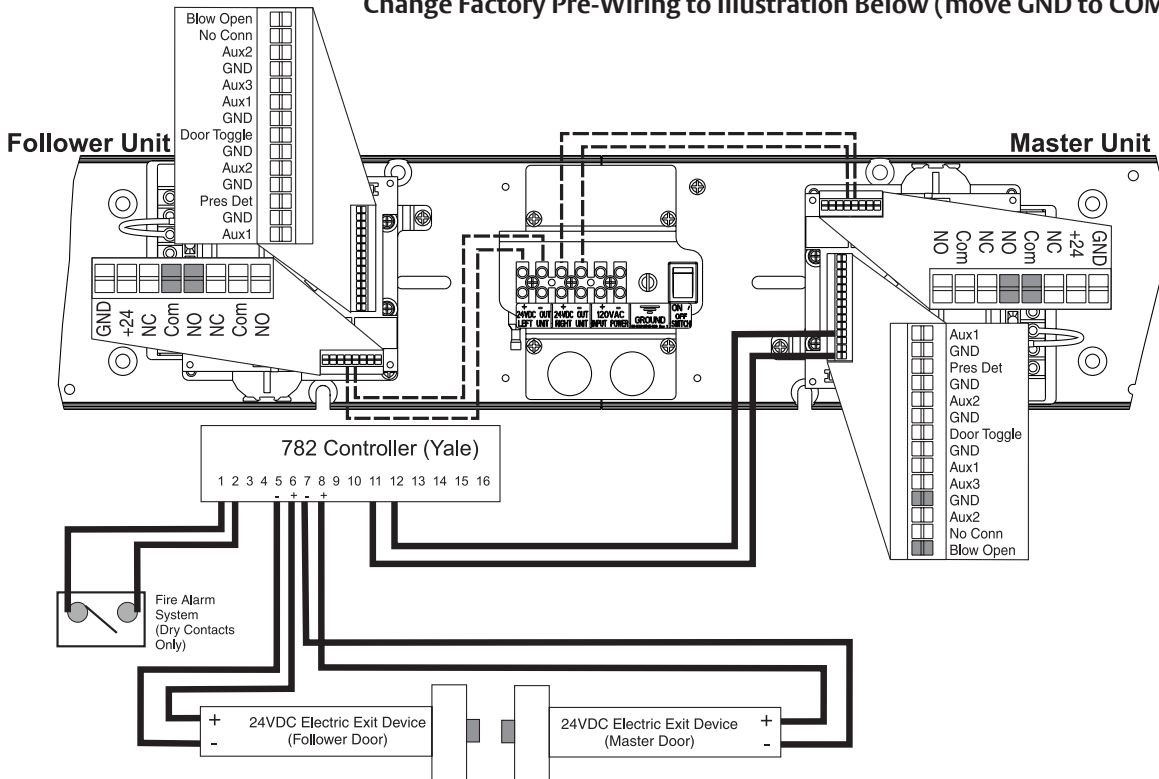 Change Factory Pre-Wiring to Illustration Below (move GND to COM
Blow Open
No Conn
Aux2
GND
Aux3
Aux1
GND
Door Toggle
GND
Aux2
GND
Pres Det
GND
Aux1
Follower Unit
Master Unit
GND
+24
NC
Com
NO
NC
Com
NO
+ -
24VDC OUT
LEFT UNIT
+ -
24VDC OUT
RIGHT UNIT
+
120VAC
INPUT POWER
GROUND
ON /
OFF
SWITCH
NO
Com
NC
NO
Com
NC
+24
GND
Aux1
GND
Pres Det
GND
Aux2
GND
Door Toggle
GND
Aux1
Aux3
GND
Aux2
No Conn
Blow Open
782 Controller (Yale)
1 2 3 4 5 6 7 8 9 10 11 12 13 14 15 16
- + - +
Fire Alarm
System
(Dry Contacts
Only)
+
-
24VDC Electric Exit Device
(Follower Door)
24VDC Electric Exit Device
(Master Door)
+
-